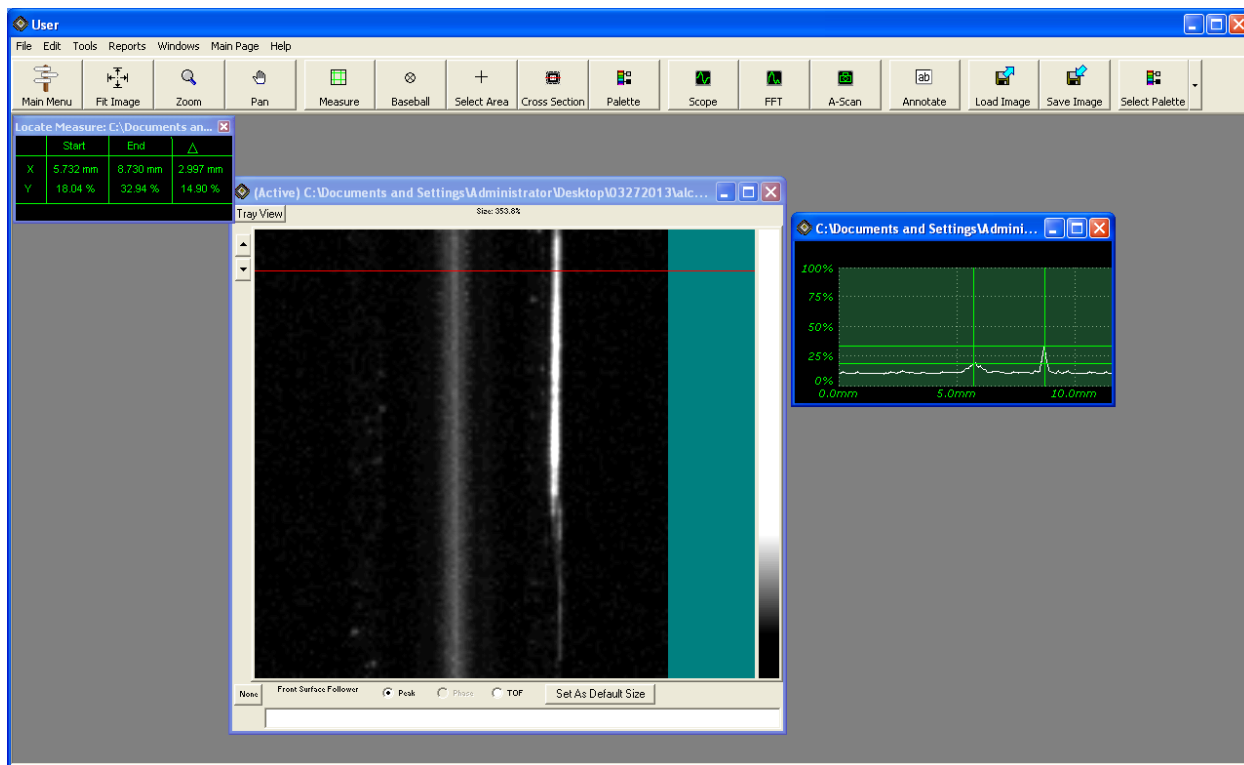 User
File Edit Tools Reports Windows Main Page Help
Main Menu Fit Image Zoom Pan Measure Baseball Select Area Cross Section Palette Scope FFT A-Scan Annotate Load Image Save Image Select Palette
ab
Locate Measure: C:\Documents an...
Start End △
X 5.732 mm 8.730 mm 2.997 mm
Y 18.04 % 32.94 % 14.90 %
(Active) C:\Documents and Settings\Administrator\Desktop\03272013\alc...
Tray View Size: 353.8%
C:\Documents and Settings\Admini...
100%
75%
50%
25%
0%
0.0mm 5.0mm 10.0mm
None Front Surface Follower Peak Phase TOF Set As Default Size